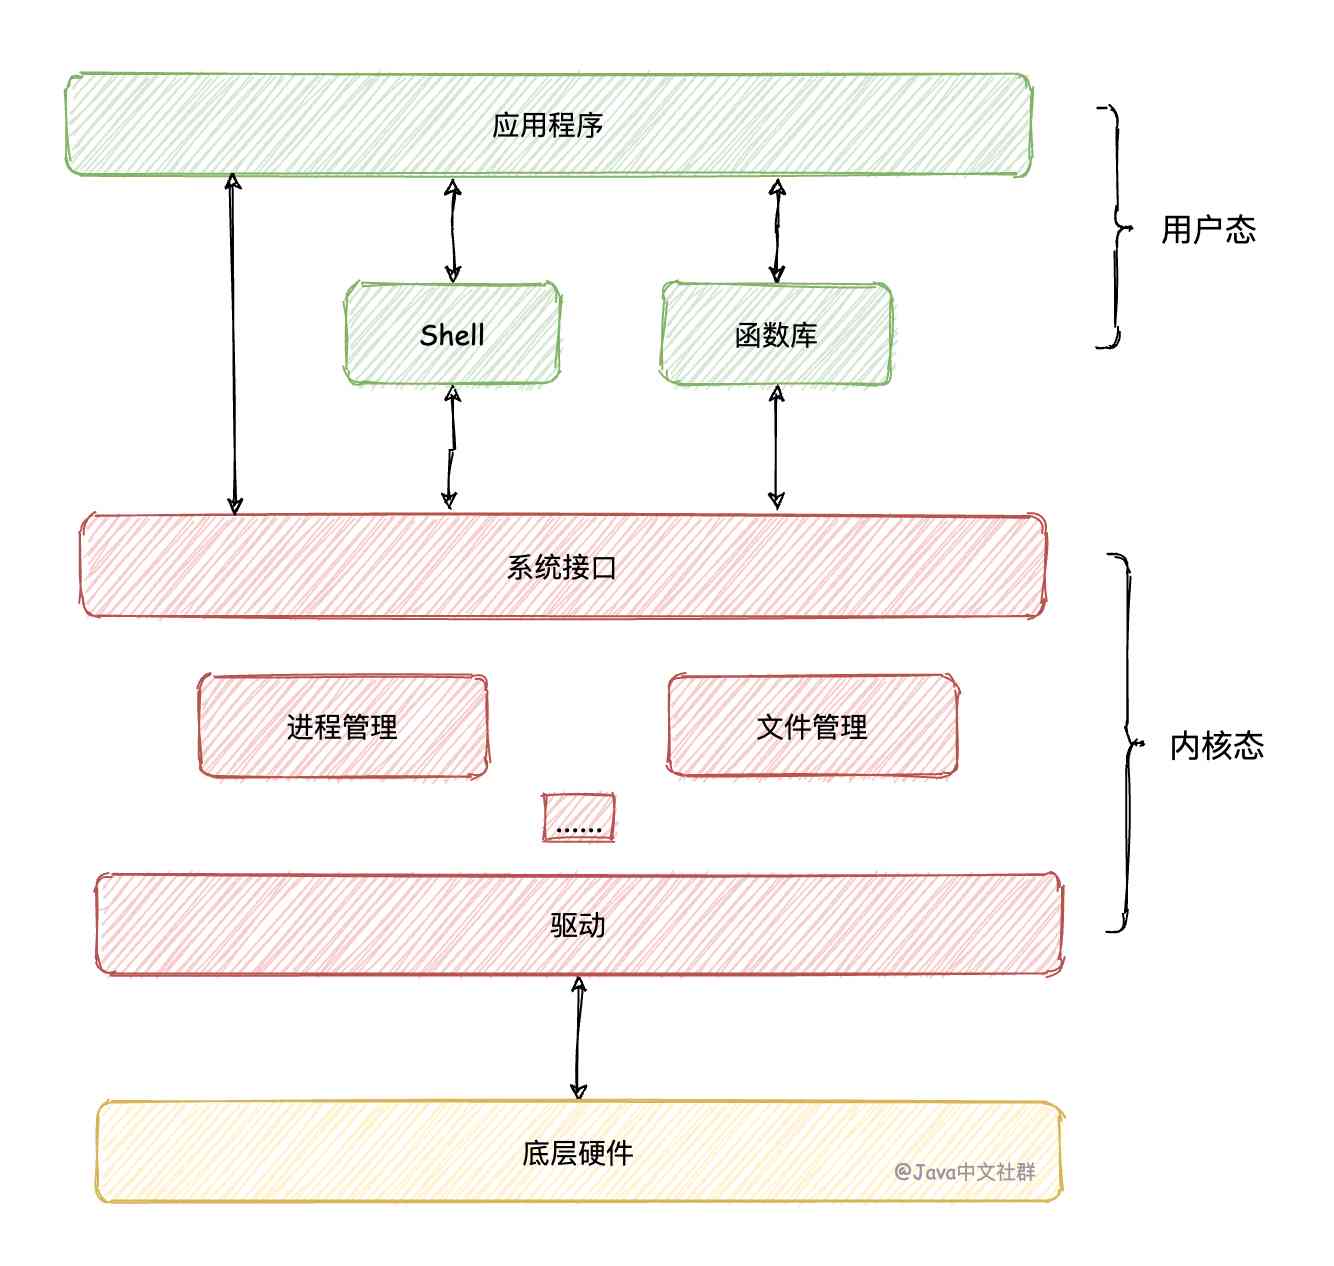 应用程序
用户态
Shell
函数库
系统接口
进程管理
文件管理
内核态
......
驱动
底层硬件
@Java中文社群